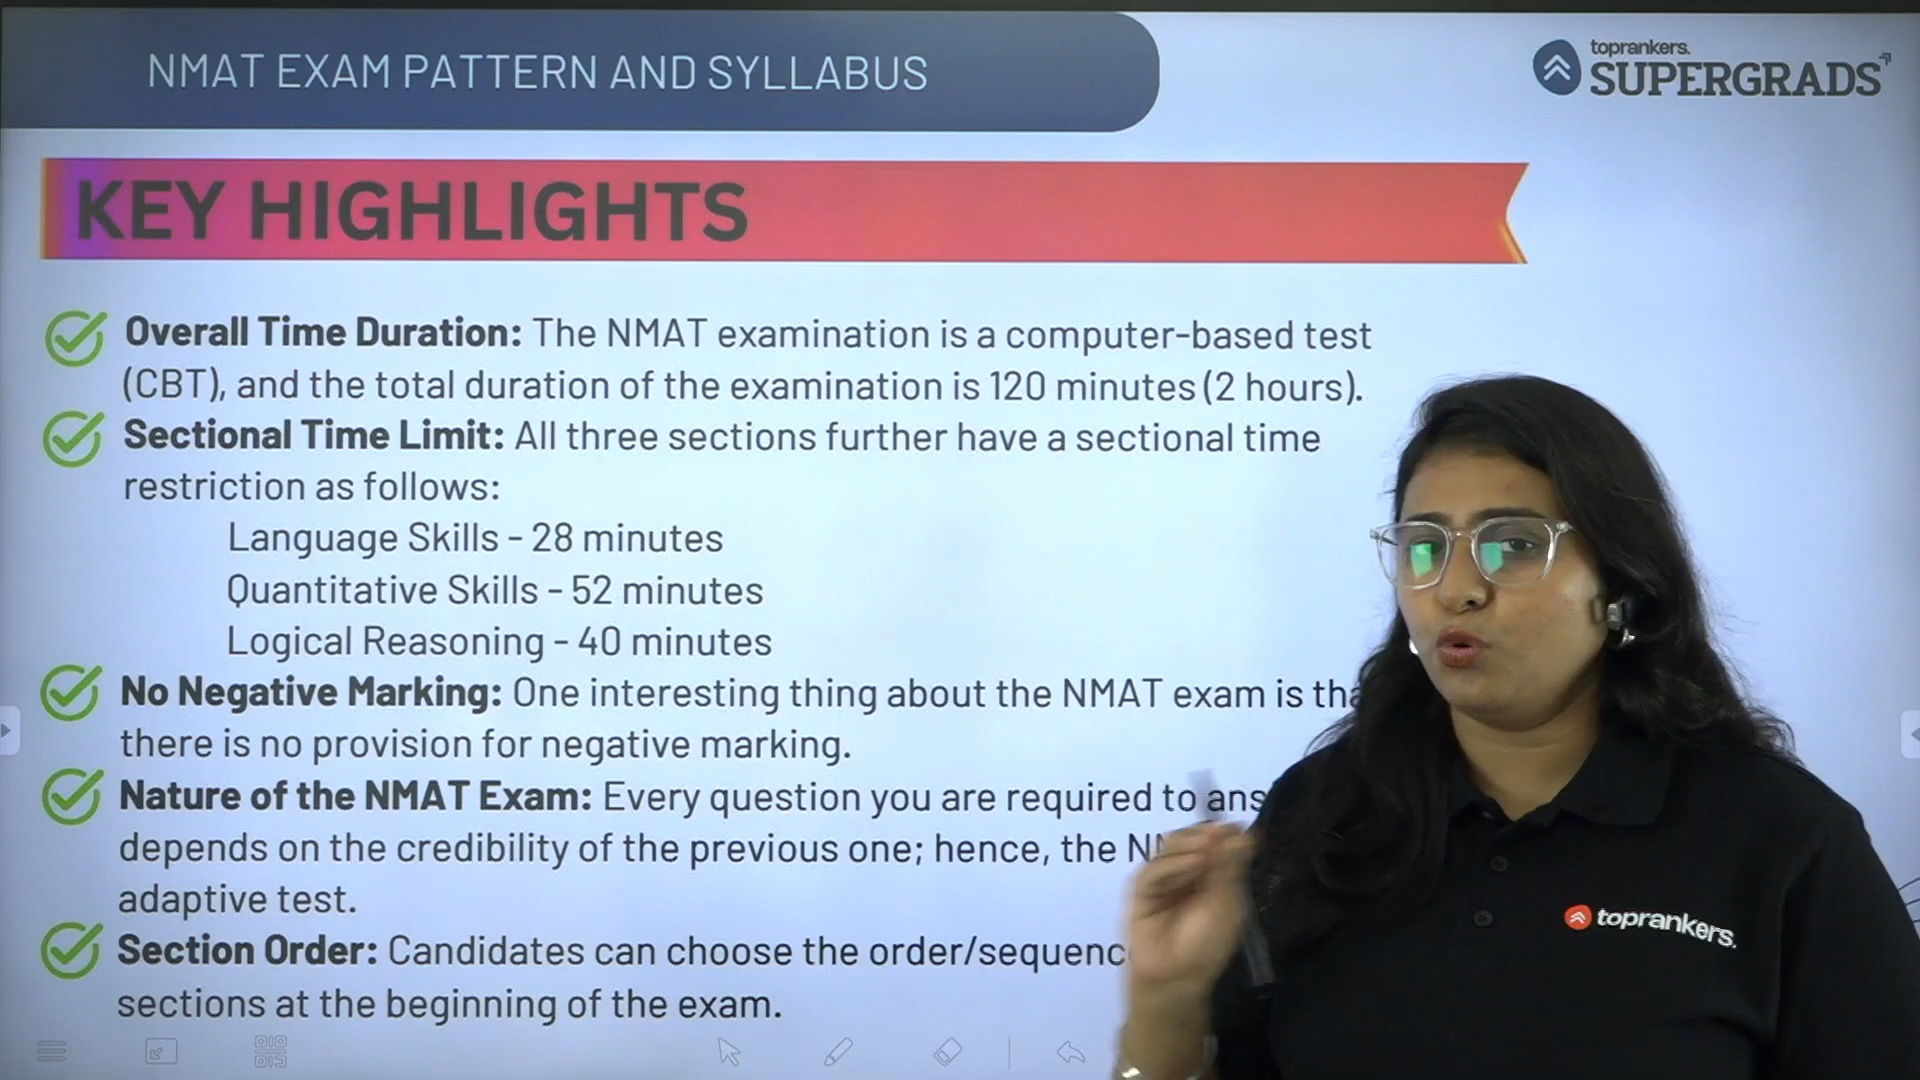 NMAT EXAM PATTERN AND SYLLABUS
toprankers.
SUPERGRADS
KEY HIGHLIGHTS
Overall Time Duration: The NMAT examination is a computer-based test
(CBT), and the total duration of the examination is 120 minutes (2 hours).
Sectional Time Limit: All three sections further have a sectional time
restriction as follows:
Language Skills - 28 minutes
Quantitative Skills - 52 minutes
Logical Reasoning - 40 minutes
No Negative Marking: One interesting thing about the NMAT exam is
there is no provision for negative marking.
Nature of the NMAT Exam: Every question you are required to
depends on the credibility of the previous one; hence, the
adaptive test.
Section Order: Candidates can choose the
sections at the beginning of the exam.
toprankers.